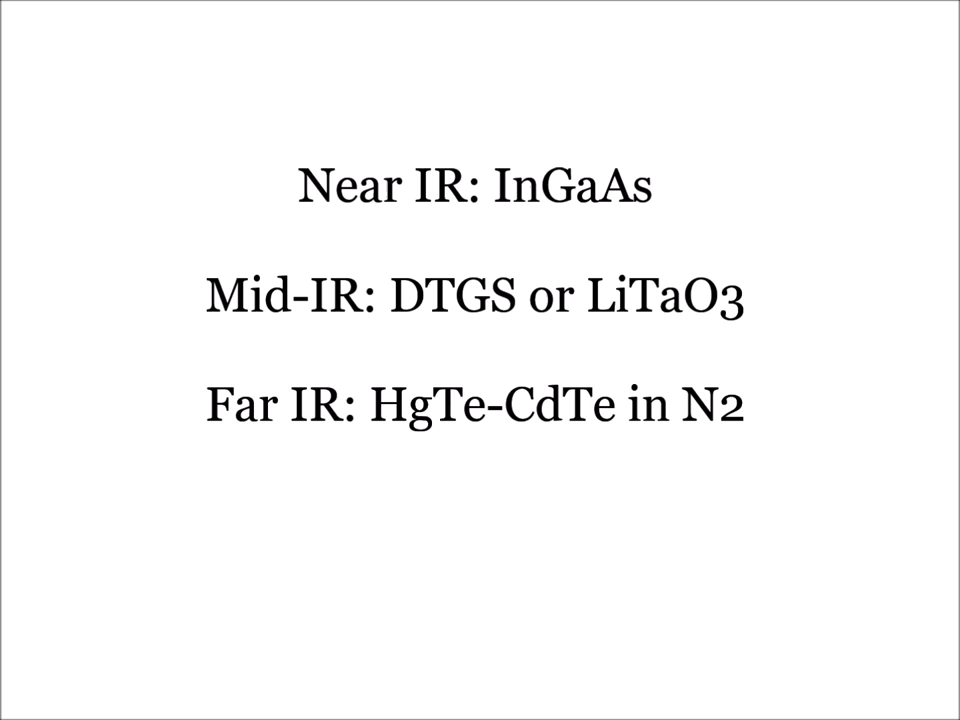 Near IR: InGaAs
Mid-IR: DTGS or LiTaO3
Far IR: HgTe-CdTe in N2